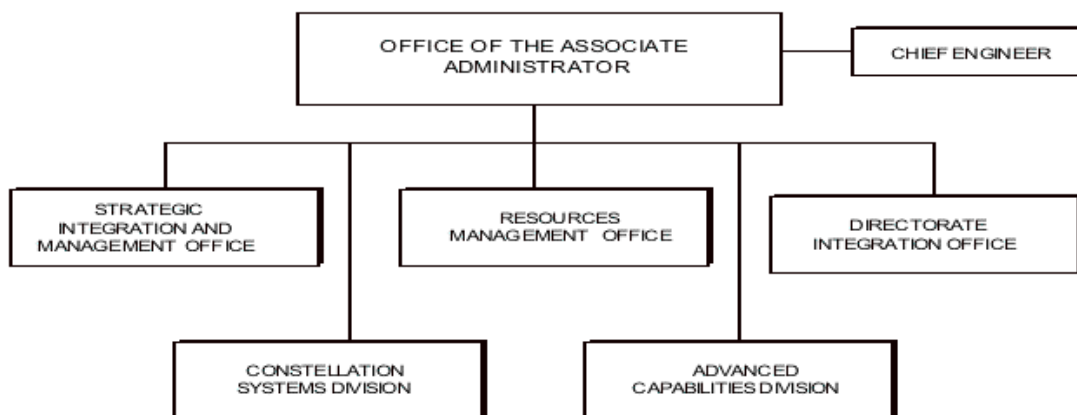 OFFICE OF THE ASSOCIATE
ADMINISTRATOR
CHIEF ENGINEER
STRATEGIC
INTEGRATION AND
MANAGEMENT OFFICE
RESOURCES
MANAGEMENT OFFICE
DIRECTORATE
INTEGRATION OFFICE
CONSTELLATION
SYSTEMS DIVISION
ADVANCED
CAPABILITIES DIVISION